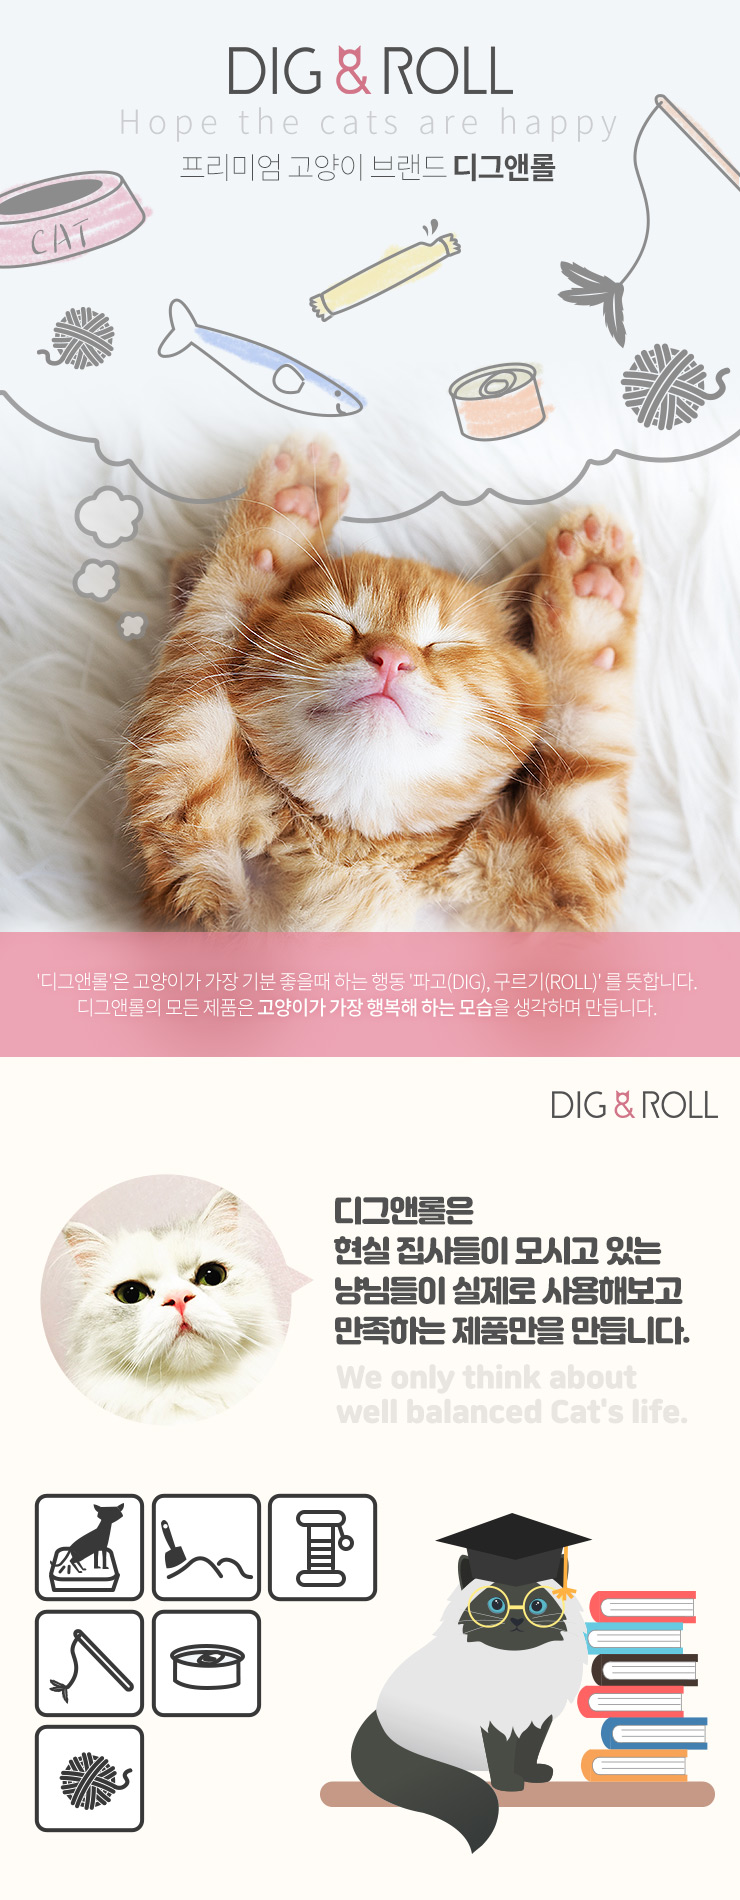 DIG & ROLL
Hope the cats are happy
프리미엄 고양이 브랜드 디그앤롤
CAT
'디그앤롤'은 고양이가 가장 기분 좋을때 하는 행동 '파고(DIG), 구르기(ROLL)' 를 뜻합니다.
디그앤롤의 모든 제품은 고양이가 가장 행복해 하는 모습을 생각하며 만듭니다.
DIG & ROLL
디그앤롤은
현실 집사들이 모시고 있는
냥님들이 실제로 사용해보고
만족하는 제품만을 만듭니다.
We only think about
well balanced Cat's life.